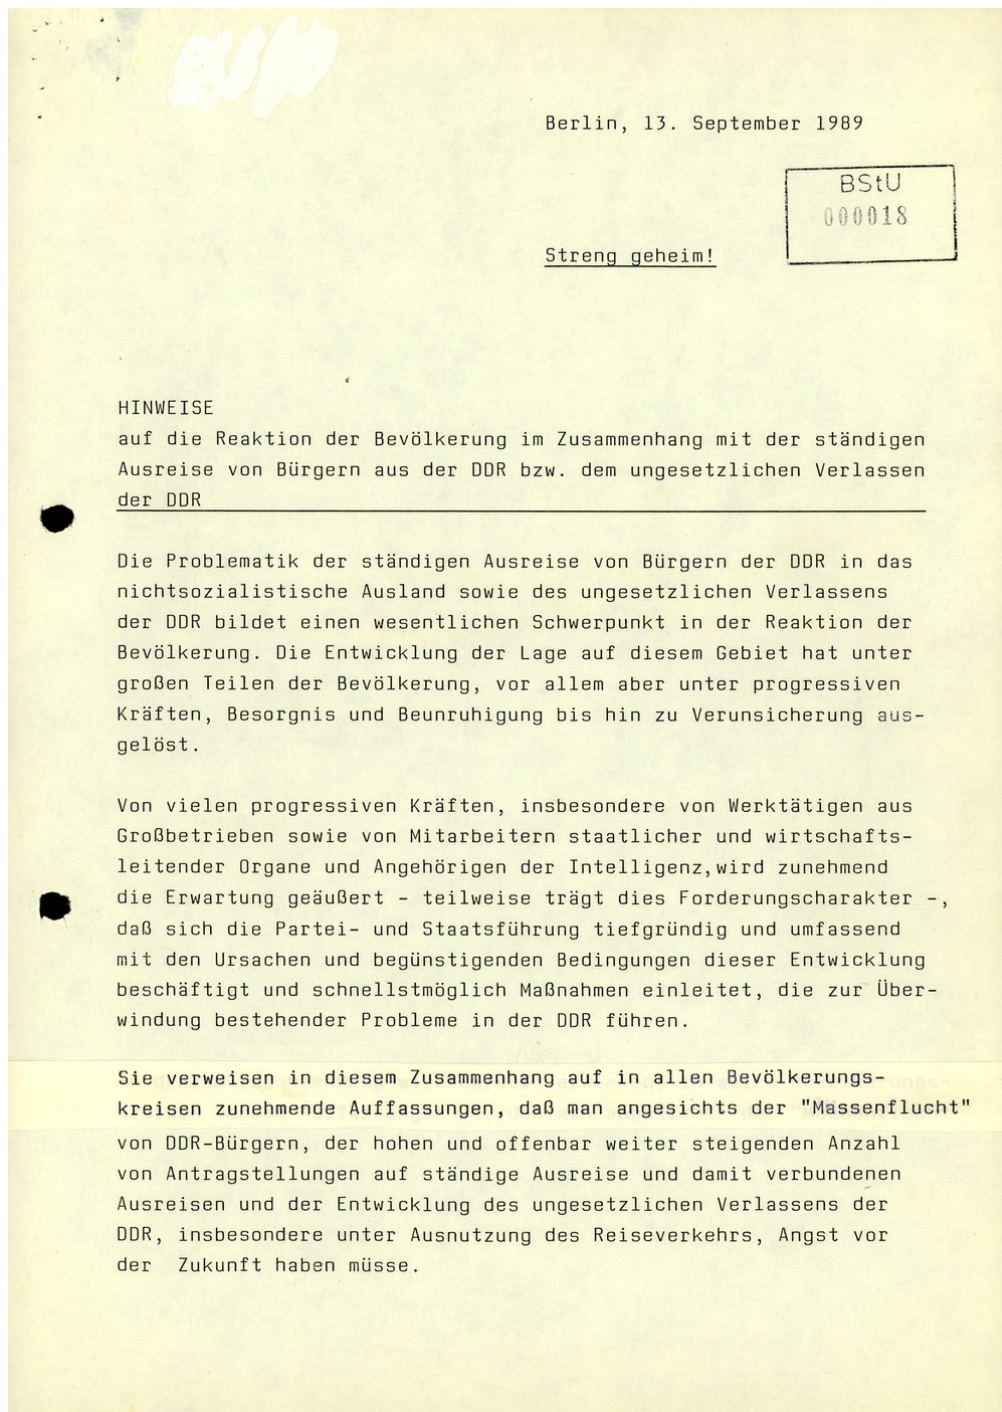 Berlin, 13. September 1989
BStU
000018
Streng geheim!
HINWEISE
auf die Reaktion der Bevölkerung im Zusammenhang mit der ständigen
Ausreise von Bürgern aus der DDR bzw. dem ungesetzlichen Verlassen
der DDR
Die Problematik der ständigen Ausreise von Bürgern der DDR in das
nichtsozialistische Ausland sowie des ungesetzlichen Verlassens
der DDR bildet einen wesentlichen Schwerpunkt in der Reaktion der
Bevölkerung. Die Entwicklung der Lage auf diesem Gebiet hat unter
großen Teilen der Bevölkerung, vor allem aber unter progressiven
Kräften, Besorgnis und Beunruhigung bis hin zu Verunsicherung aus-
gelöst.
Von vielen progressiven Kräften, insbesondere von Werktätigen aus
Großbetrieben sowie von Mitarbeitern staatlicher und wirtschafts-
leitender Organe und Angehörigen der Intelligenz,wird zunehmend
die Erwartung geäußert - teilweise trägt dies Forderungscharakter -,
daß sich die Partei- und Staatsführung tiefgründig und umfassend
mit den Ursachen und begünstigenden Bedingungen dieser Entwicklung
beschäftigt und schnellstmöglich Maßnahmen einleitet, die zur Über-
windung bestehender Probleme in der DDR führen.
Sie verweisen in diesem Zusammenhang auf in allen Bevölkerungs-
kreisen zunehmende Auffassungen, daß man angesichts der "Massenflucht"
von DDR-Bürgern, der hohen und offenbar weiter steigenden Anzahl
von Antragstellungen auf ständige Ausreise und damit verbundenen
Ausreisen und der Entwicklung des ungesetzlichen Verlassens der
DDR, insbesondere unter Ausnutzung des Reiseverkehrs, Angst vor
der  Zukunft haben müsse.